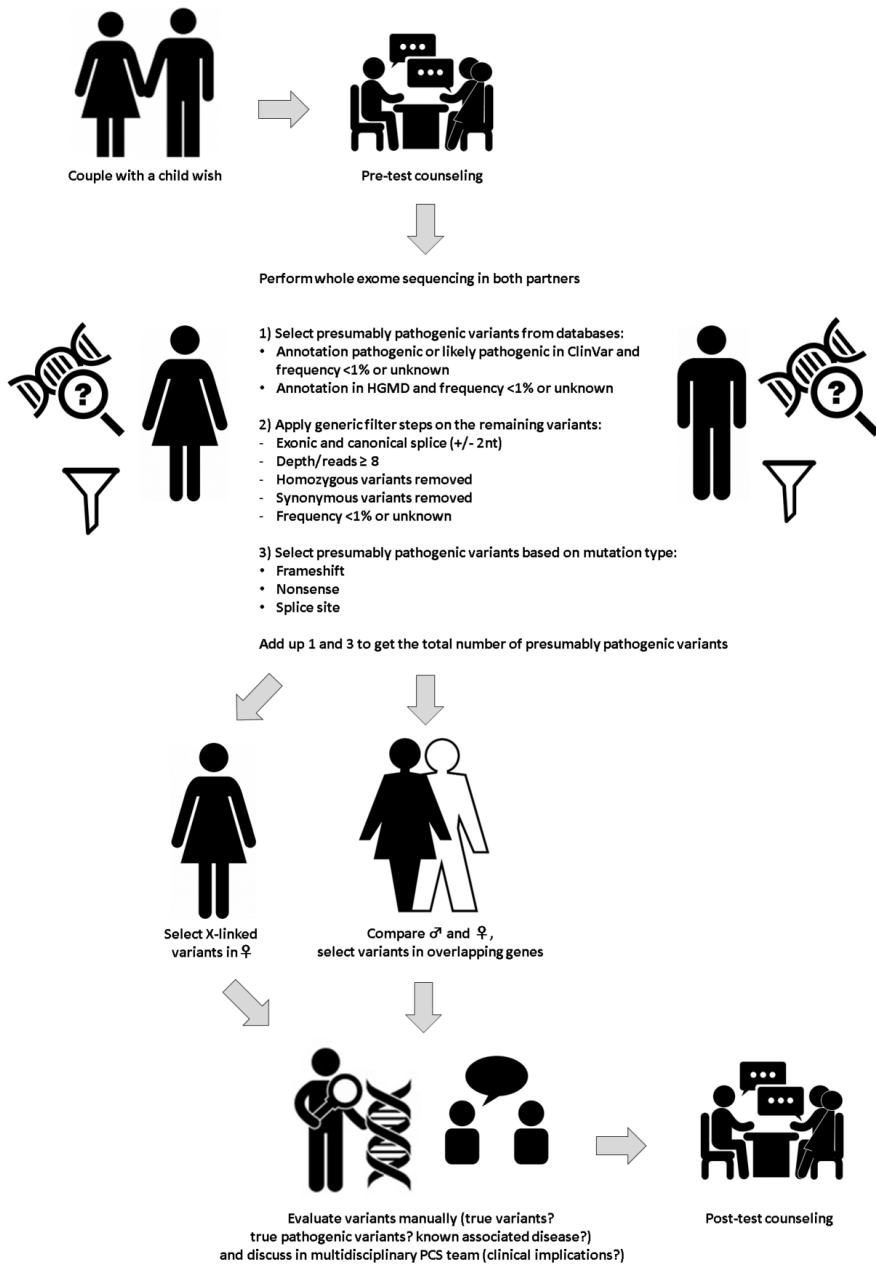 Couple with a child wish
Pre-test counseling
Perform whole exome sequencing in both partners
1) Select presumably pathogenic variants from databases:
• Annotation pathogenic or likely pathogenic in ClinVar and
frequency <1% or unknown
• Annotation in HGMD and frequency <1% or unknown
2) Apply generic filter steps on the remaining variants:
- Exonic and canonical splice (+/- 2nt)
- Depth/reads ≥ 8
- Homozygous variants removed
- Synonymous variants removed
- Frequency <1% or unknown
3) Select presumably pathogenic variants based on mutation type:
• Frameshift
• Nonsense
• Splice site
Add up 1 and 3 to get the total number of presumably pathogenic variants
?
?
Select X-linked
variants in ♀
Compare ♂ and ♀,
select variants in overlapping genes
Evaluate variants manually (true variants?
true pathogenic variants? known associated disease?)
and discuss in multidisciplinary PCS team (clinical implications?)
Post-test counseling